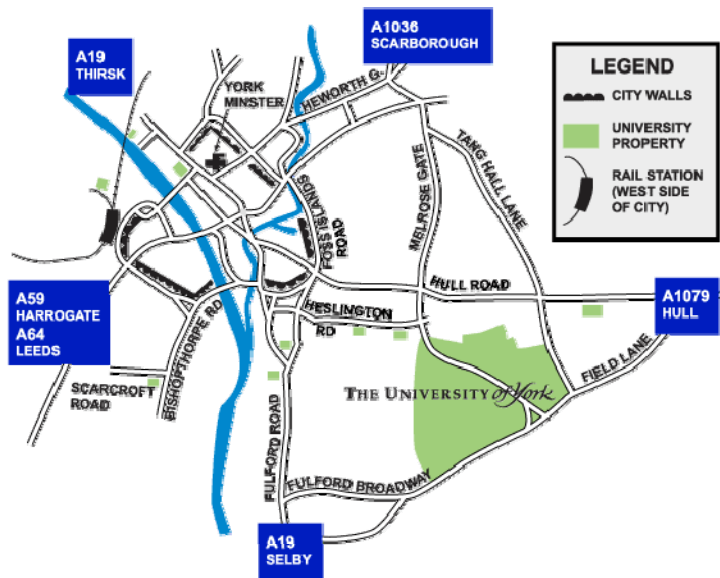 A19
THIRSK
A1036
SCARBOROUGH
YORK
MINSTER
HEWORTH G.
LEGEND
CITY WALLS
UNIVERSITY
PROPERTY
RAIL STATION
(WEST SIDE
OF CITY)
TANG HALL LANE
MELROSE GATE
FOSS ISLANDS
ROAD
HULL ROAD
A59
HARROGATE
A64
LEEDS
A1079
HULL
HESLINGTON
RD
BISHOPTHORPE RD
SCARCROFT
ROAD
THE UNIVERSITY of York
FIELD LANE
FULFORD ROAD
FULFORD BROADWAY
A19
SELBY